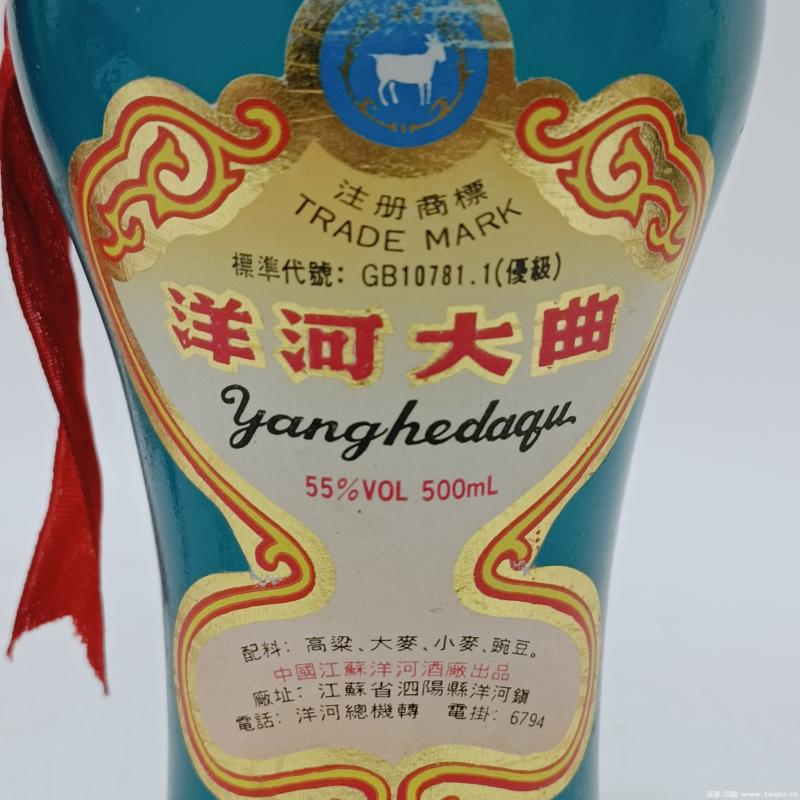 注册商標
TRADE MARK
標準代號: GB10781.1(優級)
洋河大曲
Yanghedaqu
55%VOL 500mL
配料: 高粱、大麥、小麥、豌豆。
中國江蘇洋河酒廠出品
廠址: 江蘇省泗陽縣洋河鎮
電話: 洋河總機轉 電掛: 6794